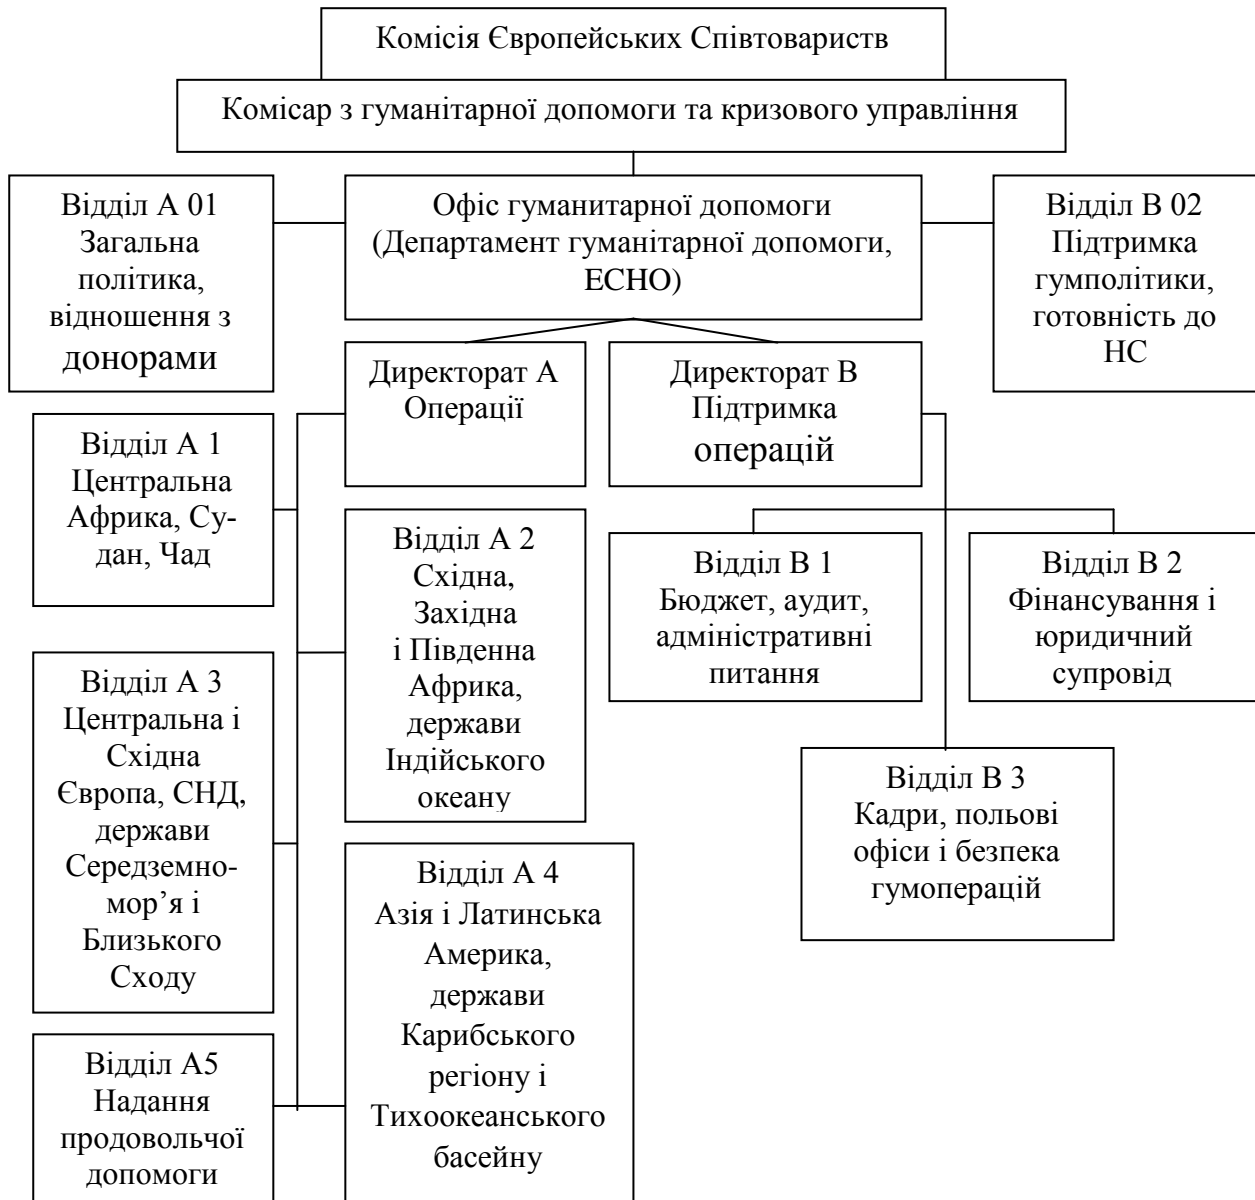 Комісія Європейських Співтовариств
Комісар з гуманітарної допомоги та кризового управління
Відділ А 01
Загальна
політика,
відношення з
донорами
Офіс гуманитарної допомоги
(Департамент гуманітарної допомоги,
ЕСНО)
Відділ В 02
Підтримка
гумполітики,
готовність до
НС
Директорат А
Операції
Директорат В
Підтримка
операцій
Відділ А 1
Центральна
Африка, Су-
дан, Чад
Відділ А 2
Східна,
Західна
і Південна
Африка,
держави
Індійського
океану
Відділ В 1
Бюджет, аудит,
адміністративні
питання
Відділ В 2
Фінансування і
юридичний
супровід
Відділ А 3
Центральна і
Східна
Європа, СНД,
держави
Середземно-
мор’я і
Близького
Сходу
Відділ В 3
Кадри, польові
офіси і безпека
гумоперацій
Відділ А 4
Азія і Латинська
Америка,
держави
Карибського
регіону і
Тихоокеанського
басейну
Відділ А5
Надання
продовольчої
допомоги